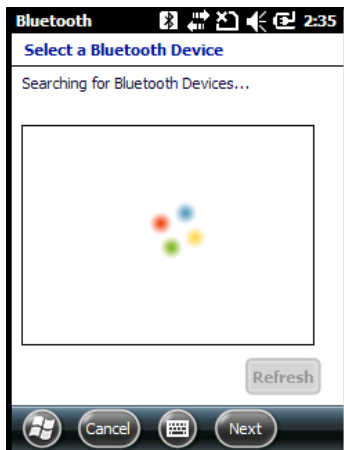 Bluetooth 2:35
Select a Bluetooth Device
Searching for Bluetooth Devices...
Refresh
Cancel Next